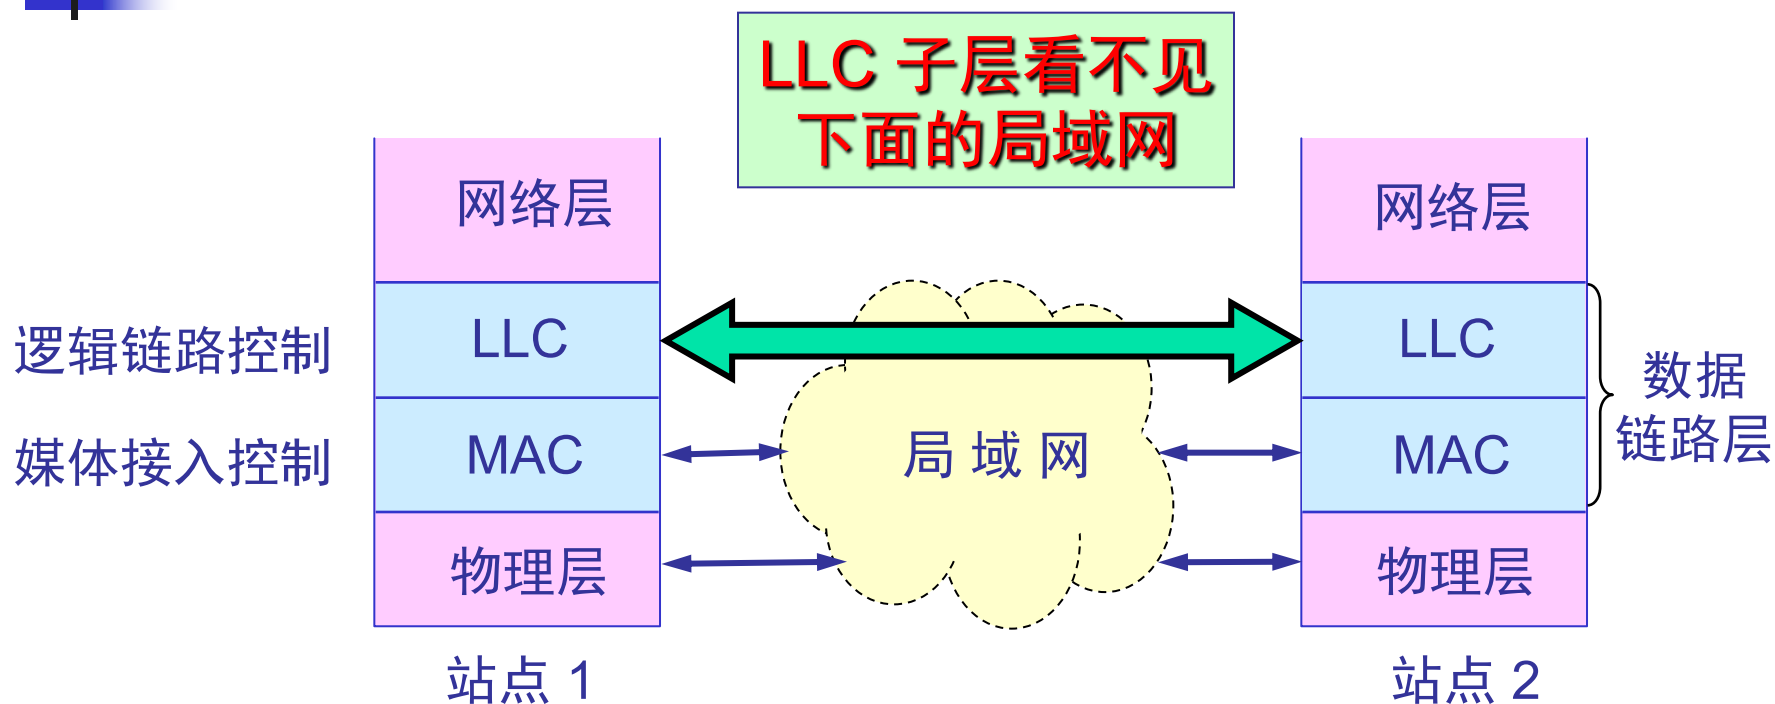 LLC 子层看不见
下面的局域网
网络层
网络层
逻辑链路控制
LLC
LLC
数据
链路层
媒体接入控制
MAC
局 域 网
MAC
物理层
物理层
站点 1
站点 2